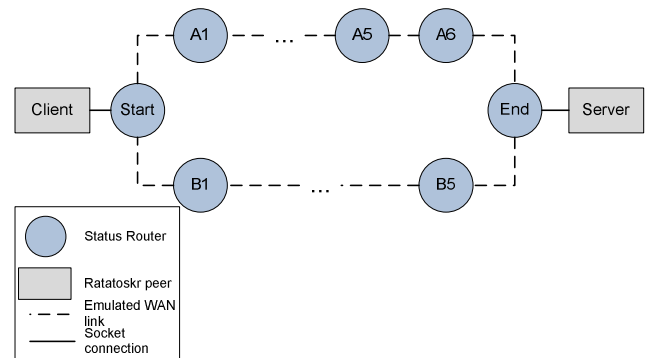 A1
...
A5
A6
Client
Start
End
Server
B1
...
B5
Status Router
Ratatoskr peer
Emulated WAN
link
Socket
connection